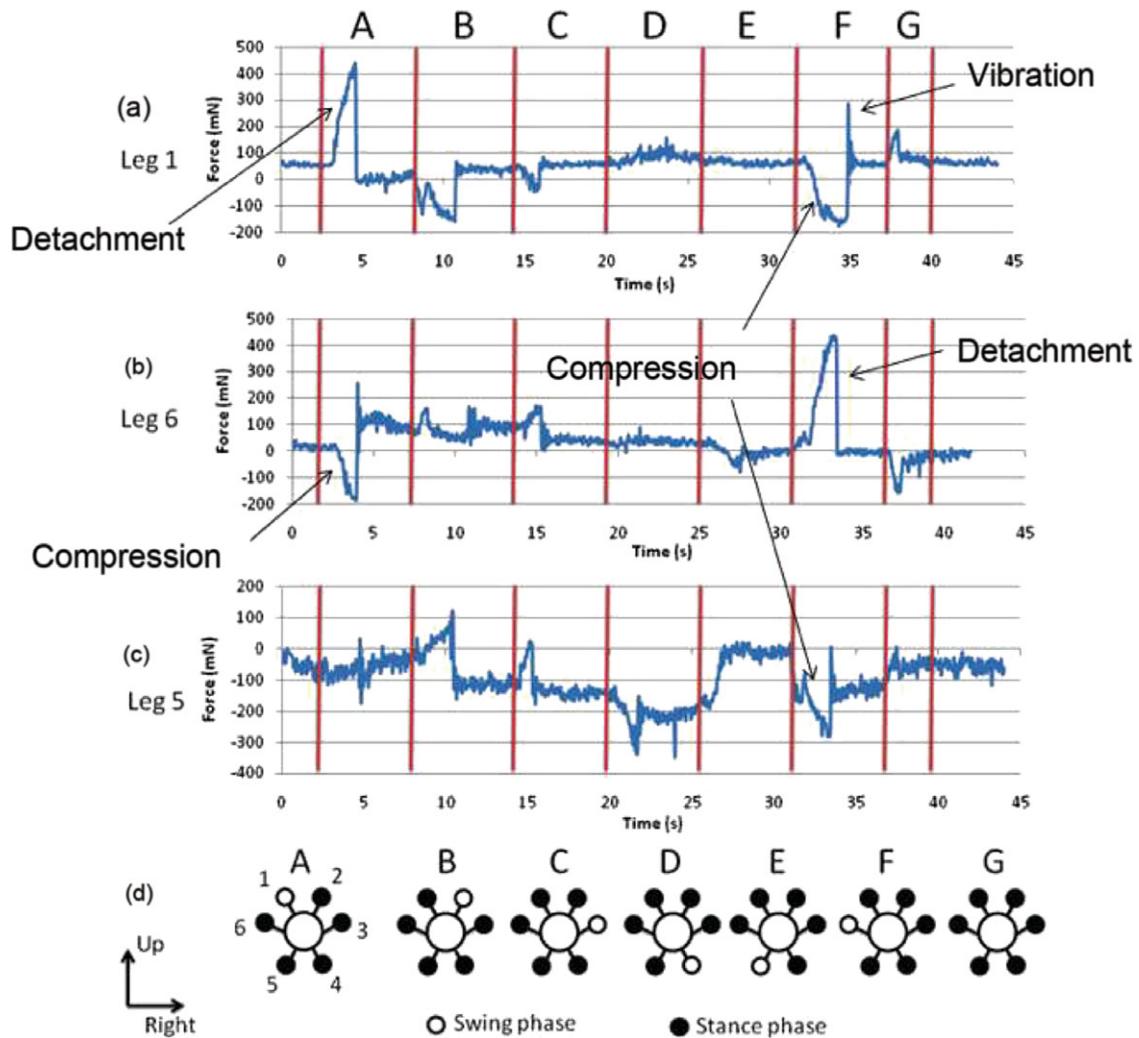 A B C D E F G
(a)
Leg 1
Force (mN)
500
400
300
200
100
0
-100
-200
0 5 10 15 20 25 30 35 40 45
Time (s)
Detachment
Vibration
(b)
Leg 6
Force (mN)
500
400
300
200
100
0
-100
-200
0 5 10 15 20 25 30 35 40 45
Time (s)
Compression
Detachment
Compression
(c)
Leg 5
Force (mN)
200
100
0
-100
-200
-300
-400
0 5 10 15 20 25 30 35 40 45
Time (s)
(d)
A B C D E F G
1 2
6 3
5 4
Up
Right
Swing phase
Stance phase